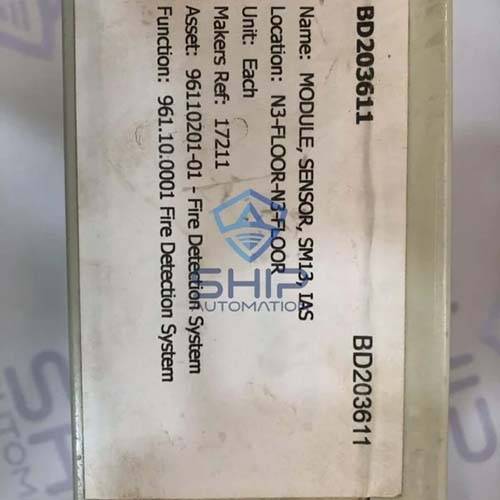 BD203611
BD203611
Name: MODULE, SENSOR, SM13, IAS
Location: N3-FLOOR-N3-FLOOR
Unit: Each
Makers Ref: 17211
Asset: 96110201-01 - Fire Detection System
Function: 961.10.0001 Fire Detection System
SHIP
AUTOMATION